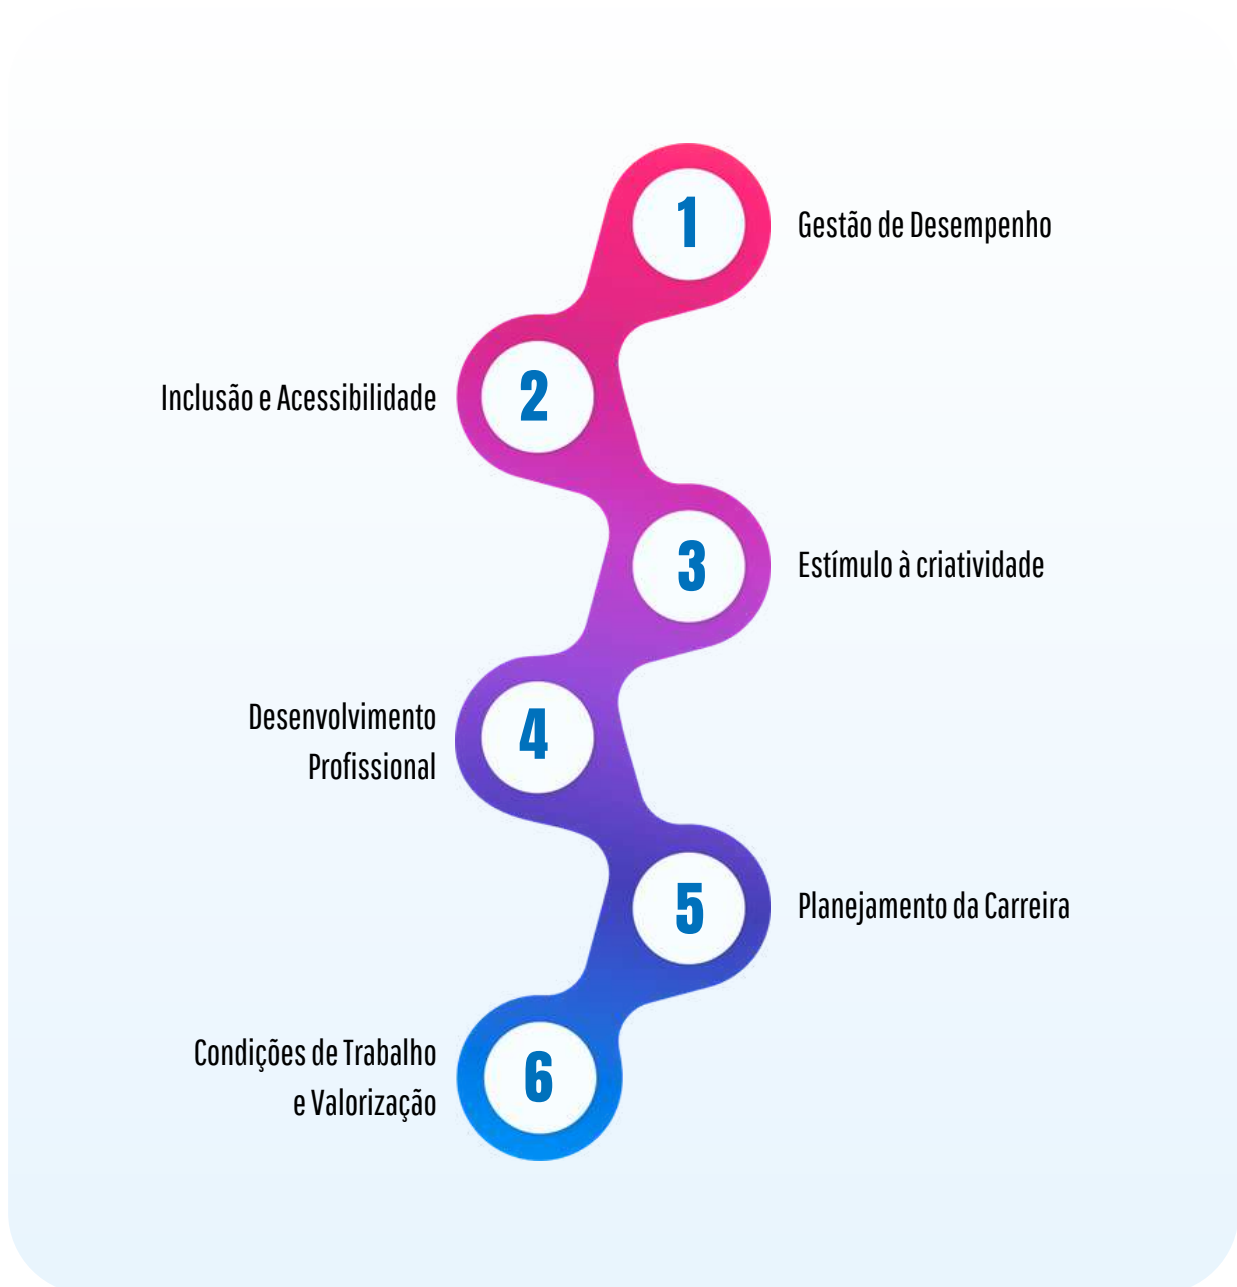 1
Gestão de Desempenho
2
Inclusão e Acessibilidade
3
Estímulo à criatividade
4
Desenvolvimento
Profissional
5
Planejamento da Carreira
6
Condições de Trabalho
e Valorização